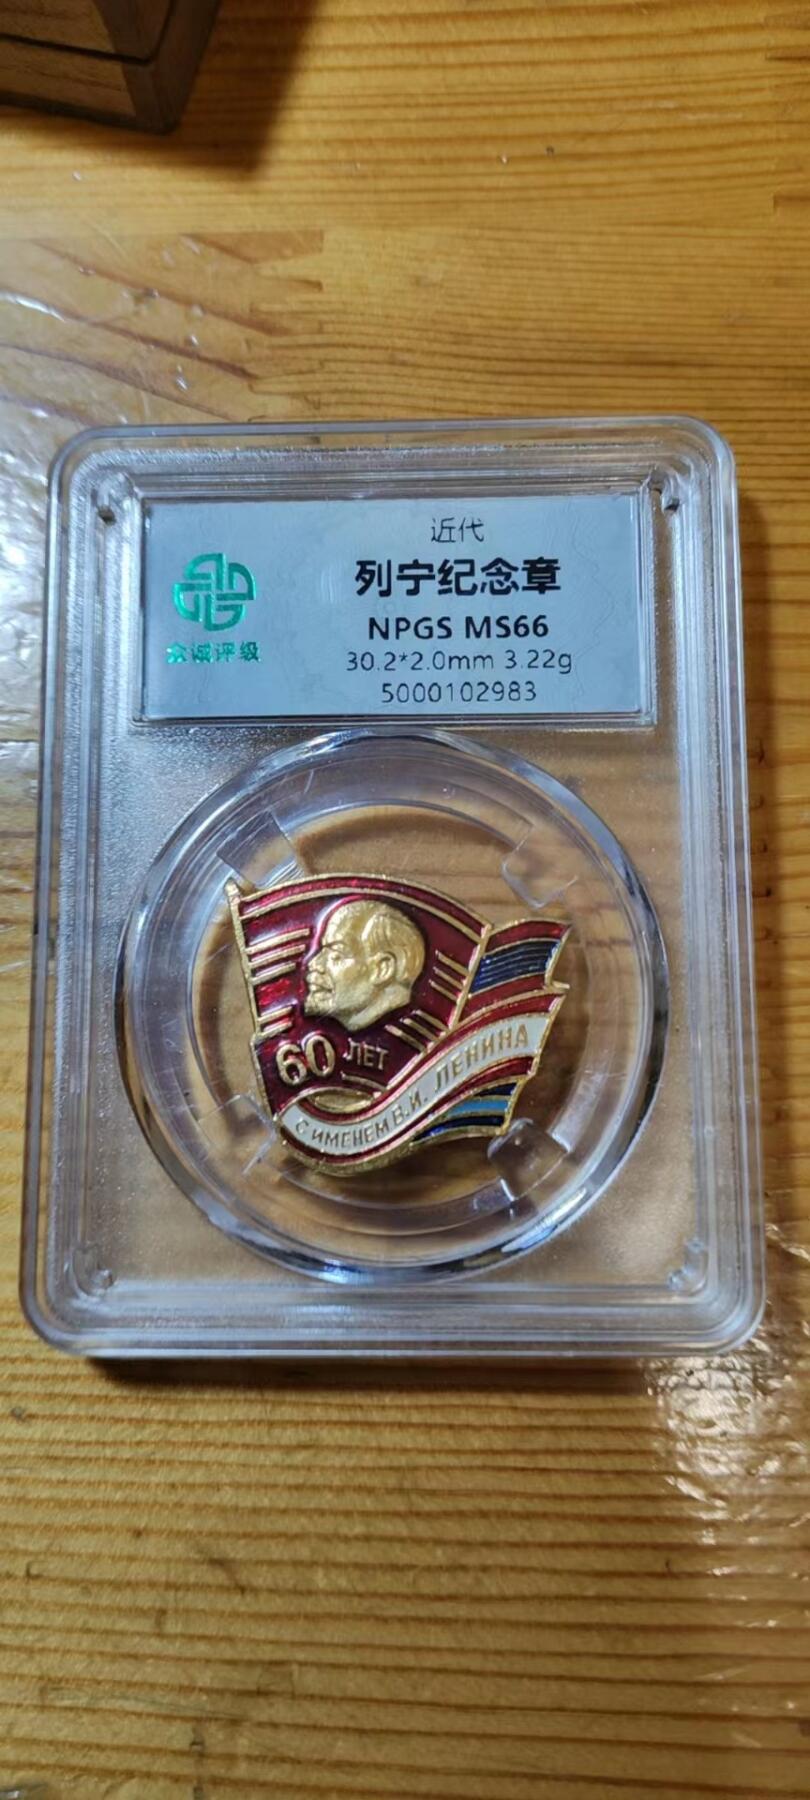 近代
列宁纪念章
NPGS MS66
众诚评级
30.2*2.0mm 3.22g
5000102983
60 ЛЕТ
С ИМЕНЕМ В.И. ЛЕНИНА